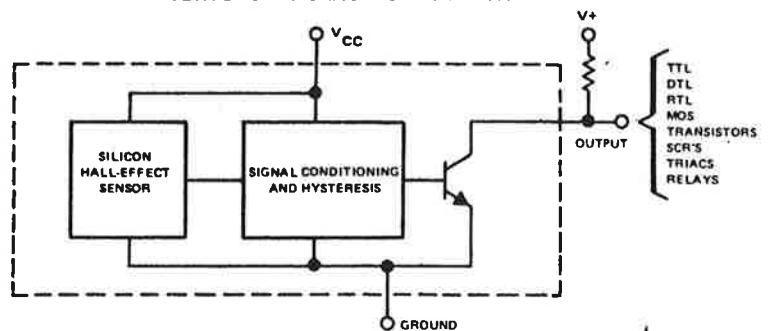 VCC
V+
SILICON
HALL-EFFECT
SENSOR
SIGNAL CONDITIONING
AND HYSTERESIS
OUTPUT
TTL
DTL
RTL
MOS
TRANSISTORS
SCR'S
TRIACS
RELAYS
GROUND